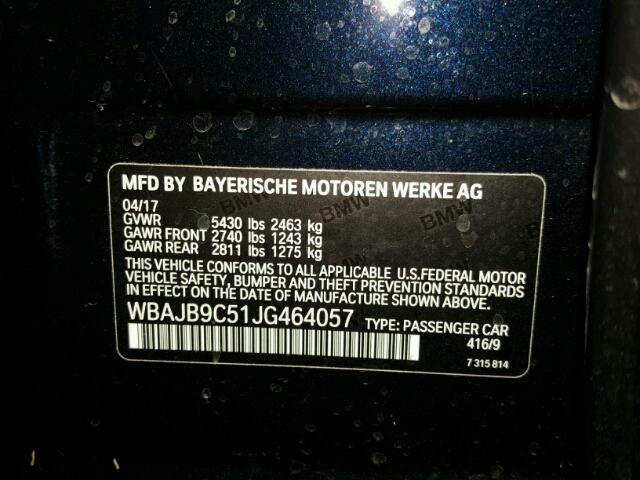 MFD BY BAYERISCHE MOTOREN WERKE AG
04/17
GVWR 5430 lbs 2463 kg
GAWR FRONT 2740 lbs 1243 kg
GAWR REAR 2811 lbs 1275 kg
THIS VEHICLE CONFORMS TO ALL APPLICABLE U.S.FEDERAL MOTOR
VEHICLE SAFETY, BUMPER AND THEFT PREVENTION STANDARDS
IN EFFECT ON THE DATE OF MANUFACTURE SHOWN ABOVE.
WBAJB9C51JG464057 TYPE: PASSENGER CAR
416/9
7 315 814